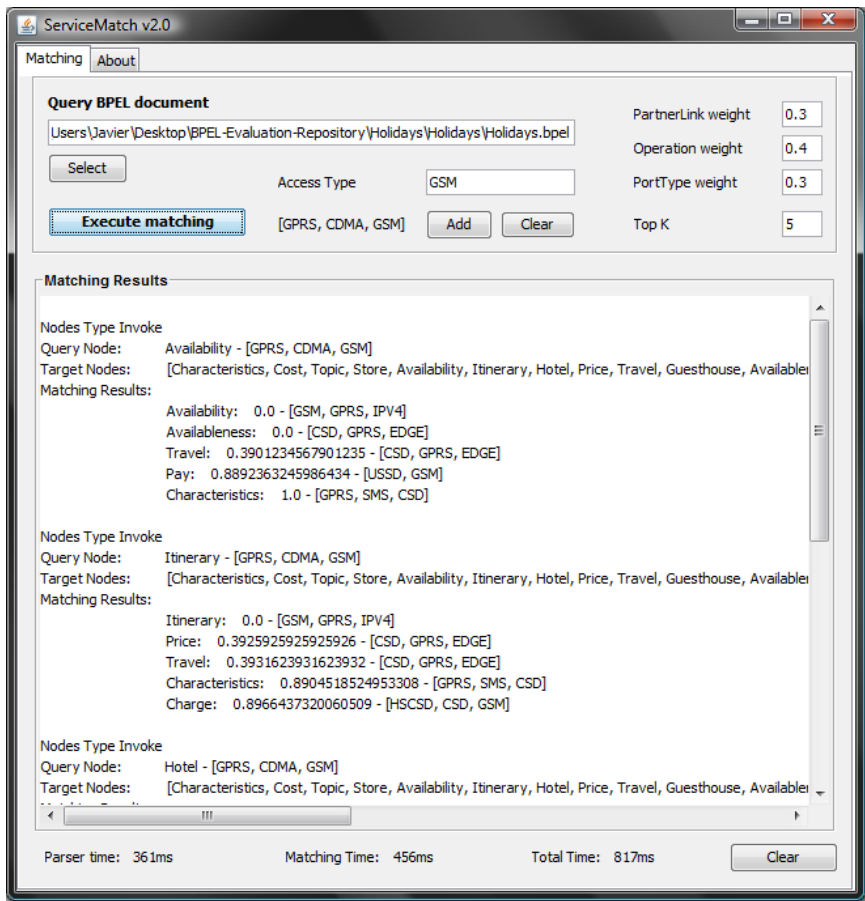 ServiceMatch v2.0
Matching About
Query BPEL document
Users\Javier\Desktop\BPEL-Evaluation-Repository\Holidays\Holidays\Holidays.bpel
PartnerLink weight 0.3
Operation weight 0.4
Select
Access Type GSM PortType weight 0.3
Execute matching [GPRS, CDMA, GSM] Add Clear Top K 5
Matching Results
Nodes Type Invoke
Query Node: Availability - [GPRS, CDMA, GSM]
Target Nodes: [Characteristics, Cost, Topic, Store, Availability, Itinerary, Hotel, Price, Travel, Guesthouse, Availablen
Matching Results:
Availability: 0.0 - [GSM, GPRS, IPV4]
Availableness: 0.0 - [CSD, GPRS, EDGE]
Travel: 0.3901234567901235 - [CSD, GPRS, EDGE]
Pay: 0.8892363245986434 - [USSD, GSM]
Characteristics: 1.0 - [GPRS, SMS, CSD]
Nodes Type Invoke
Query Node: Itinerary - [GPRS, CDMA, GSM]
Target Nodes: [Characteristics, Cost, Topic, Store, Availability, Itinerary, Hotel, Price, Travel, Guesthouse, Availablen
Matching Results:
Itinerary: 0.0 - [GSM, GPRS, IPV4]
Price: 0.3925925925925926 - [CSD, GPRS, EDGE]
Travel: 0.3931623931623932 - [CSD, GPRS, EDGE]
Characteristics: 0.8904518524953308 - [GPRS, SMS, CSD]
Charge: 0.8966437320060509 - [HSCSD, CSD, GSM]
Nodes Type Invoke
Query Node: Hotel - [GPRS, CDMA, GSM]
Target Nodes: [Characteristics, Cost, Topic, Store, Availability, Itinerary, Hotel, Price, Travel, Guesthouse, Availablen
Parser time: 361ms Matching Time: 456ms Total Time: 817ms Clear